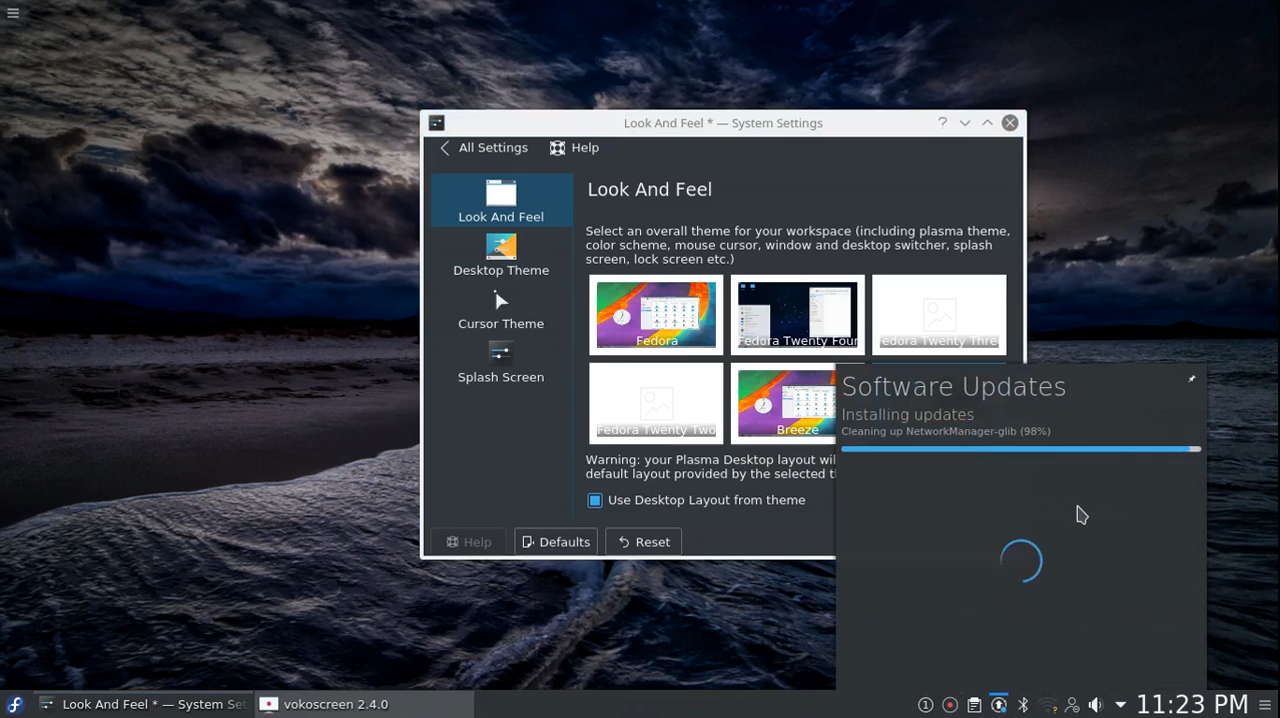 Look And Feel * — System Settings
All Settings
Help
Look And Feel
Desktop Theme
Cursor Theme
Splash Screen
Look And Feel
Select an overall theme for your workspace (including plasma theme,
color scheme, mouse cursor, window and desktop switcher, splash
screen, lock screen etc.)
Fedora
Fedora Twenty Four
Fedora Twenty Three
Fedora Twenty Two
Breeze
Warning: your Plasma Desktop layout wil
default layout provided by the selected t
Use Desktop Layout from theme
Help
Defaults
Reset
Software Updates
Installing updates
Cleaning up NetworkManager-glib (98%)
Look And Feel * — System Set
vokoscreen 2.4.0
1
11:23 PM